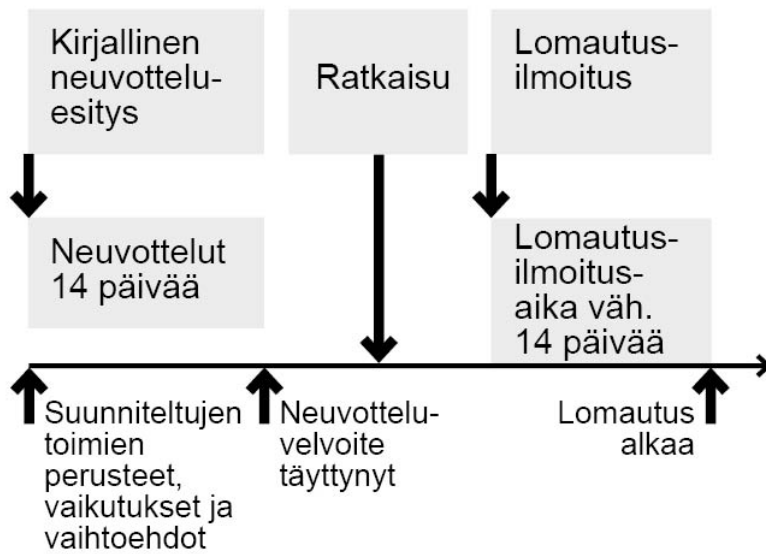 Kirjallinen
neuvottelu-
esitys
Ratkaisu
Lomautus-
ilmoitus
Neuvottelut
14 päivää
Lomautus-
ilmoitus-
aika väh.
14 päivää
Suunniteltujen
toimien
perusteet,
vaikutukset ja
vaihtoehdot
Neuvottelu-
velvoite
täyttynyt
Lomautus
alkaa